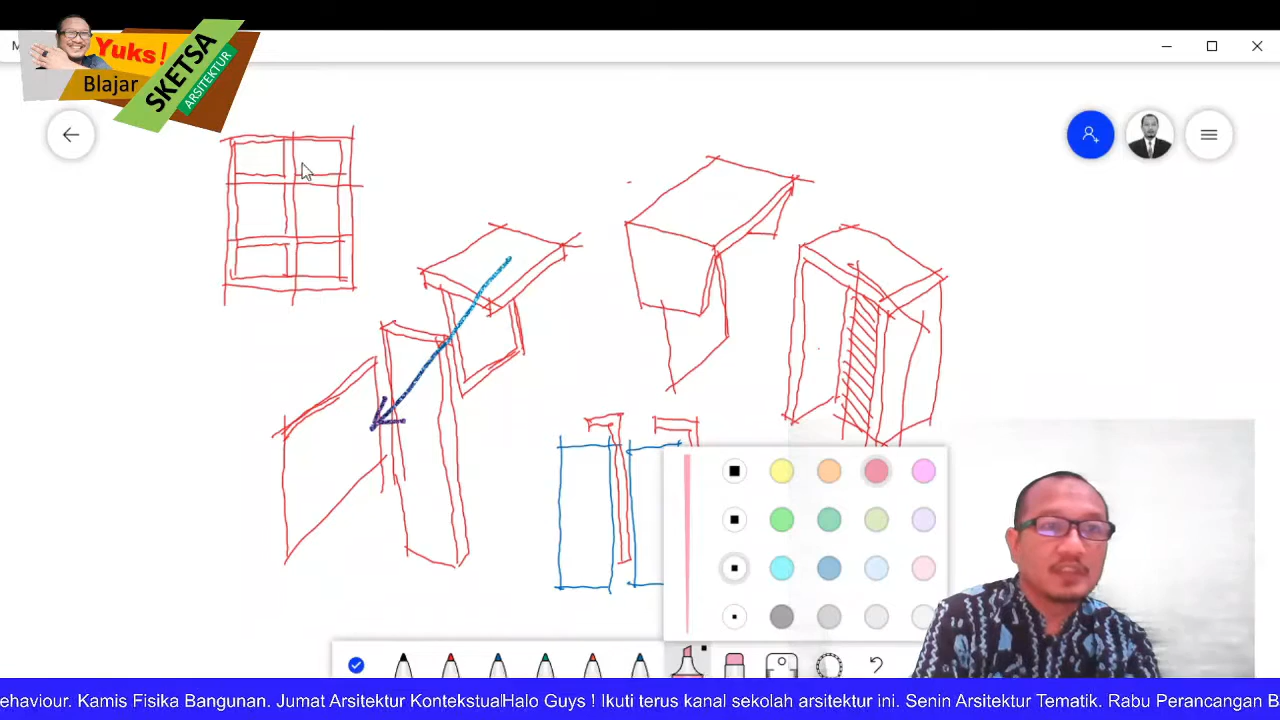 M
Yuks!
Blajar
SKETSA
ARSITEKTUR
ehaviour. Kamis Fisika Bangunan. Jumat Arsitektur KontekstualHalo Guys ! Ikuti terus kanal sekolah arsitektur ini. Senin Arsitektur Tematik. Rabu Perancangan B